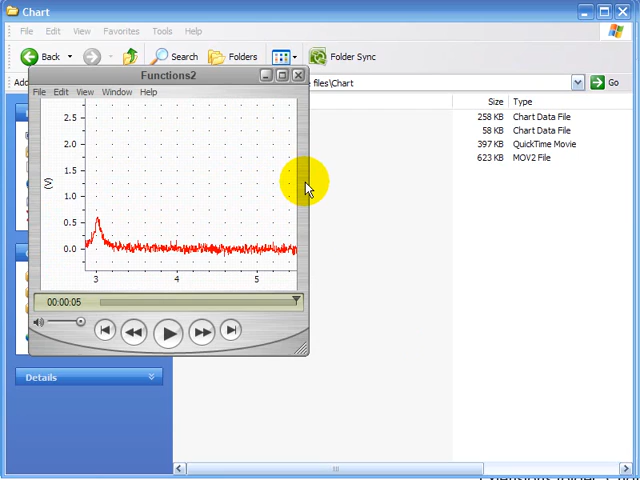 Chart
File Edit View Favorites Tools Help
Back Search Folders Folder Sync
e files\Chart Go
Functions2
File Edit View Window Help
Size Type
258 KB Chart Data File
58 KB Chart Data File
397 KB QuickTime Movie
623 KB MOV2 File
2.5
2.0
1.5
(V)
1.0
0.5
0.0
3 4 5
00:00:05
Details